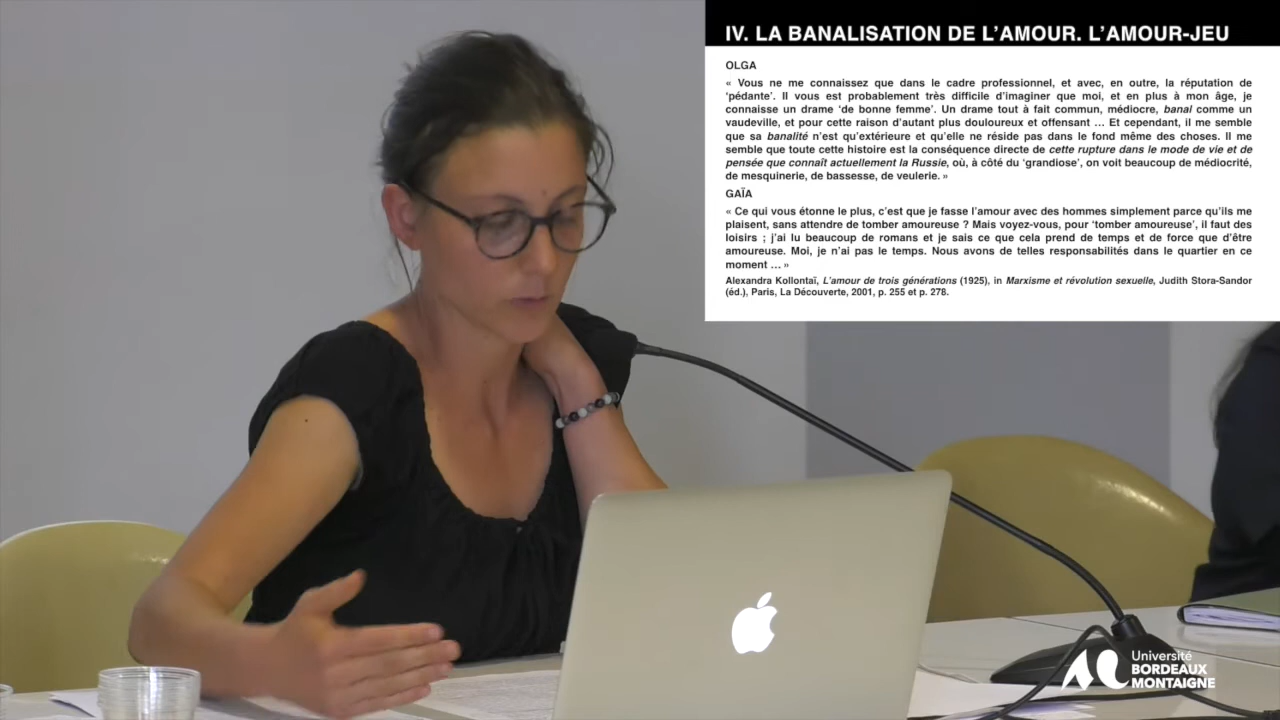 IV. LA BANALISATION DE L'AMOUR. L'AMOUR-JEU
OLGA
« Vous ne me connaissez que dans le cadre professionnel, et avec, en outre, la réputation de
'pédante'. Il vous est probablement très difficile d'imaginer que moi, et en plus à mon âge, je
connaisse un drame 'de bonne femme'. Un drame tout à fait commun, médiocre, banal comme un
vaudeville, et pour cette raison d'autant plus douloureux et offensant … Et cependant, il me semble
que sa banalité n'est qu'extérieure et qu'elle ne réside pas dans le fond même des choses. Il me
semble que toute cette histoire est la conséquence directe de cette rupture dans le mode de vie et de
pensée que connaît actuellement la Russie, où, à côté du 'grandiose', on voit beaucoup de médiocrité,
de mesquinerie, de bassesse, de veulerie. »
GAÏA
« Ce qui vous étonne le plus, c'est que je fasse l'amour avec des hommes simplement parce qu'ils me
plaisent, sans attendre de tomber amoureuse ? Mais voyez-vous, pour 'tomber amoureuse', il faut des
loisirs ; j'ai lu beaucoup de romans et je sais ce que cela prend de temps et de force que d'être
amoureuse. Moi, je n'ai pas le temps. Nous avons de telles responsabilités dans le quartier en ce
moment … »
Alexandra Kollontaï, L'amour de trois générations (1925), in Marxisme et révolution sexuelle, Judith Stora-Sandor
(éd.), Paris, La Découverte, 2001, p. 255 et p. 278.
Université
BORDEAUX
MONTAIGNE